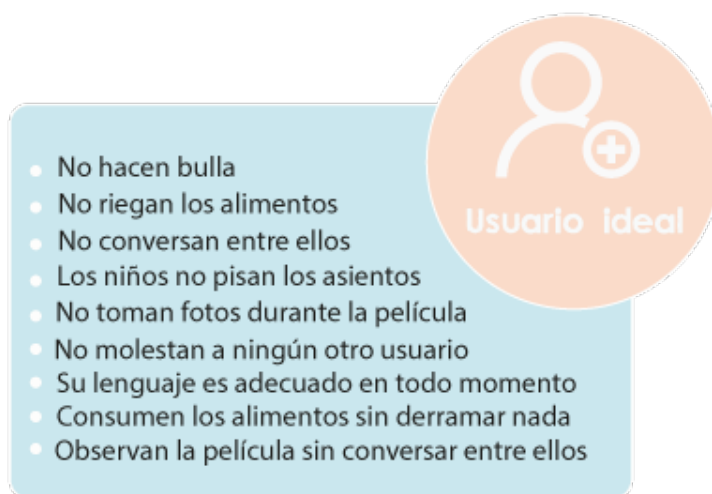 Usuario ideal
No hacen bulla
No riegan los alimentos
No conversan entre ellos
Los niños no pisan los asientos
No toman fotos durante la película
No molestan a ningún otro usuario
Su lenguaje es adecuado en todo momento
Consumen los alimentos sin derramar nada
Observan la película sin conversar entre ellos